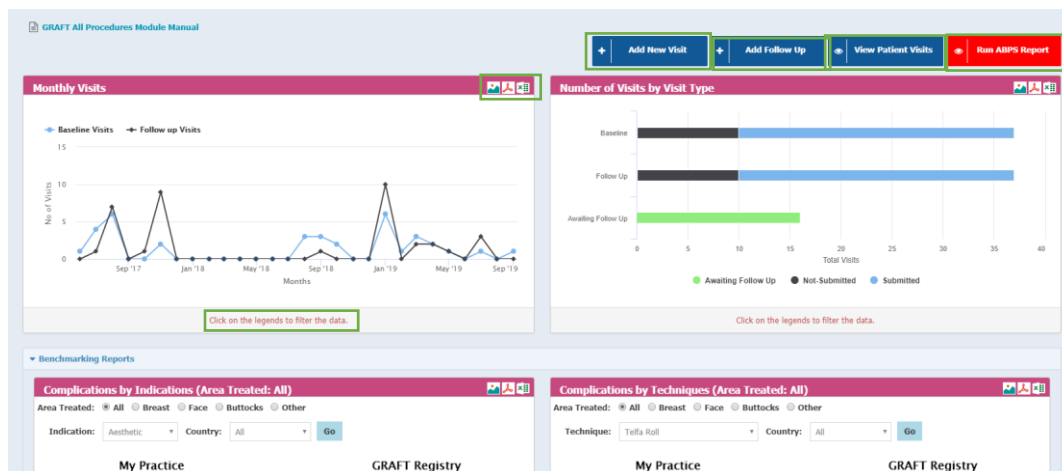 GRAFT All Procedures Module Manual
+ Add New Visit
+ Add Follow Up
View Patient Visits
Run ABPS Report
Monthly Visits
Baseline Visits Follow up Visits
15
10
5
0
No of Visits
Sep '17 Jan '18 May '18 Sep '18 Jan '19 May '19 Sep '19
Months
Click on the legends to filter the data.
Number of Visits by Visit Type
Baseline
Follow Up
Awaiting Follow Up
0 5 10 15 20 25 30 35 40
Total Visits
Awaiting Follow Up Not-Submitted Submitted
Click on the legends to filter the data.
Benchmarking Reports
Complications by Indications (Area Treated: All)
Area Treated: All Breast Face Buttocks Other
Indication: Aesthetic Country: All Go
My Practice GRAFT Registry
Complications by Techniques (Area Treated: All)
Area Treated: All Breast Face Buttocks Other
Technique: Telfa Roll Country: All Go
My Practice GRAFT Registry